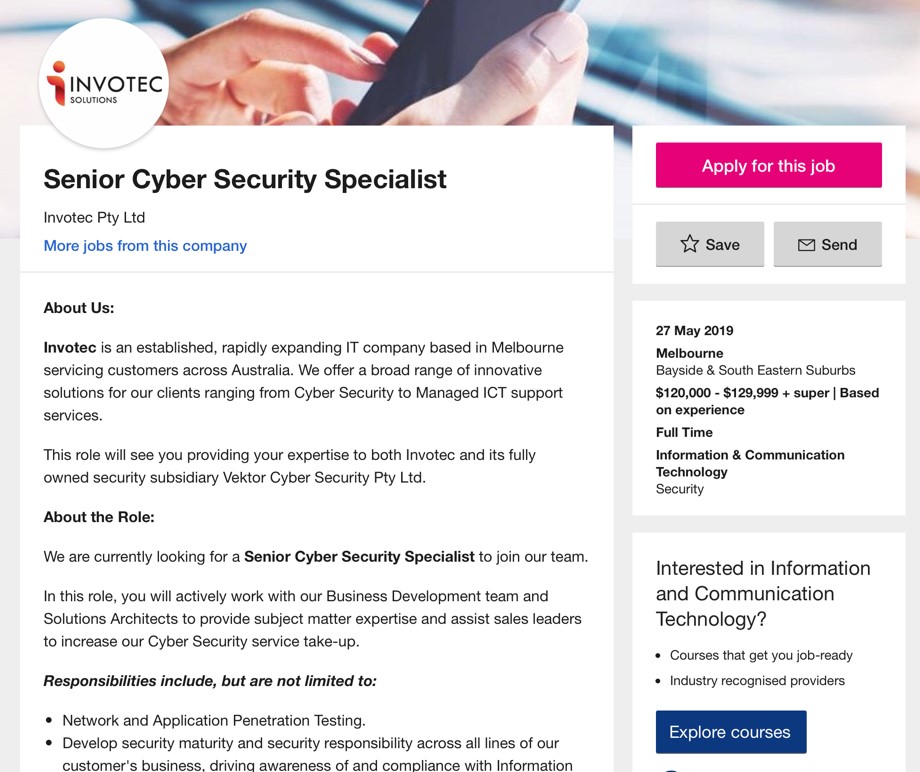 INVOTEC
SOLUTIONS
Senior Cyber Security Specialist
Invotec Pty Ltd
More jobs from this company
About Us:
Invotec is an established, rapidly expanding IT company based in Melbourne
servicing customers across Australia. We offer a broad range of innovative
solutions for our clients ranging from Cyber Security to Managed ICT support
services.
This role will see you providing your expertise to both Invotec and its fully
owned security subsidiary Vektor Cyber Security Pty Ltd.
About the Role:
We are currently looking for a Senior Cyber Security Specialist to join our team.
In this role, you will actively work with our Business Development team and
Solutions Architects to provide subject matter expertise and assist sales leaders
to increase our Cyber Security service take-up.
Responsibilities include, but are not limited to:
• Network and Application Penetration Testing.
• Develop security maturity and security responsibility across all lines of our
customer's business, driving awareness of and compliance with Information
Apply for this job
Save
Send
27 May 2019
Melbourne
Bayside & South Eastern Suburbs
$120,000 - $129,999 + super | Based
on experience
Full Time
Information & Communication
Technology
Security
Interested in Information
and Communication
Technology?
• Courses that get you job-ready
• Industry recognised providers
Explore courses